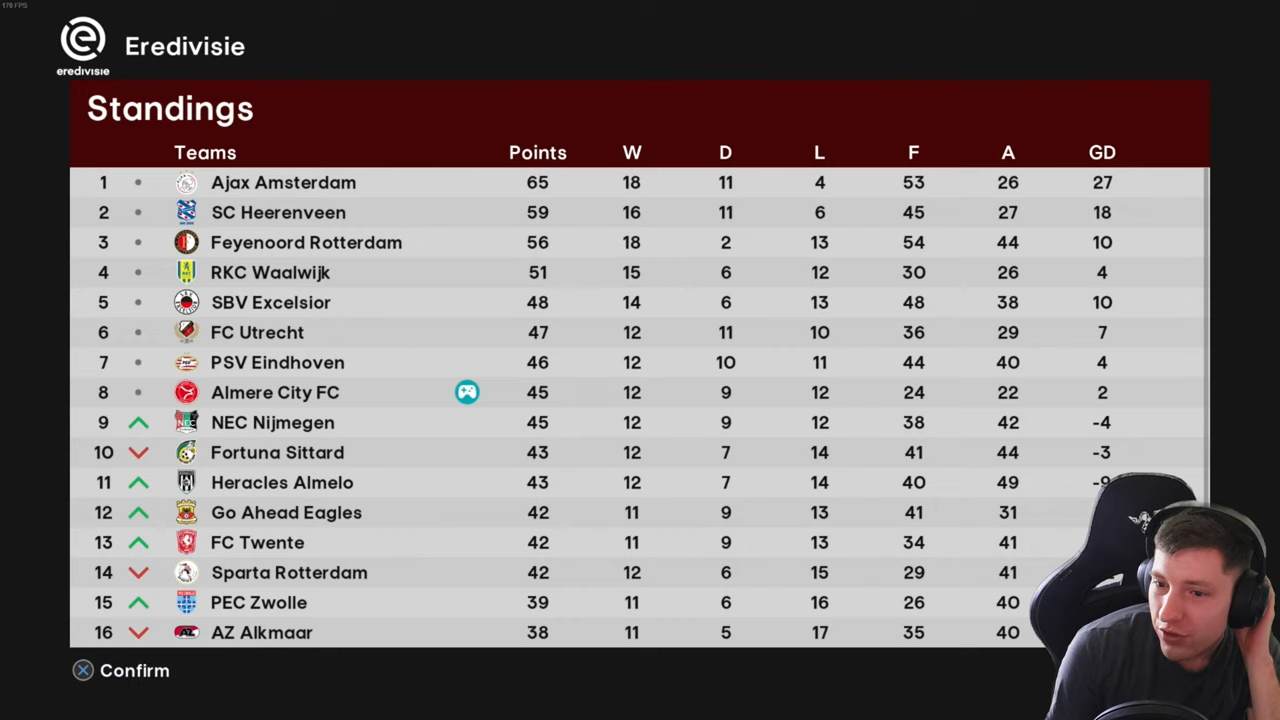 178 FPS
eredivisie
Eredivisie
Standings
Teams Points W D L F A GD
1 Ajax Amsterdam 65 18 11 4 53 26 27
2 SC Heerenveen 59 16 11 6 45 27 18
3 Feyenoord Rotterdam 56 18 2 13 54 44 10
4 RKC Waalwijk 51 15 6 12 30 26 4
5 SBV Excelsior 48 14 6 13 48 38 10
6 FC Utrecht 47 12 11 10 36 29 7
7 PSV Eindhoven 46 12 10 11 44 40 4
8 Almere City FC 45 12 9 12 24 22 2
9 NEC Nijmegen 45 12 9 12 38 42 -4
10 Fortuna Sittard 43 12 7 14 41 44 -3
11 Heracles Almelo 43 12 7 14 40 49 -9
12 Go Ahead Eagles 42 11 9 13 41 31
13 FC Twente 42 11 9 13 34 41
14 Sparta Rotterdam 42 12 6 15 29 41
15 PEC Zwolle 39 11 6 16 26 40
16 AZ Alkmaar 38 11 5 17 35 40
Confirm